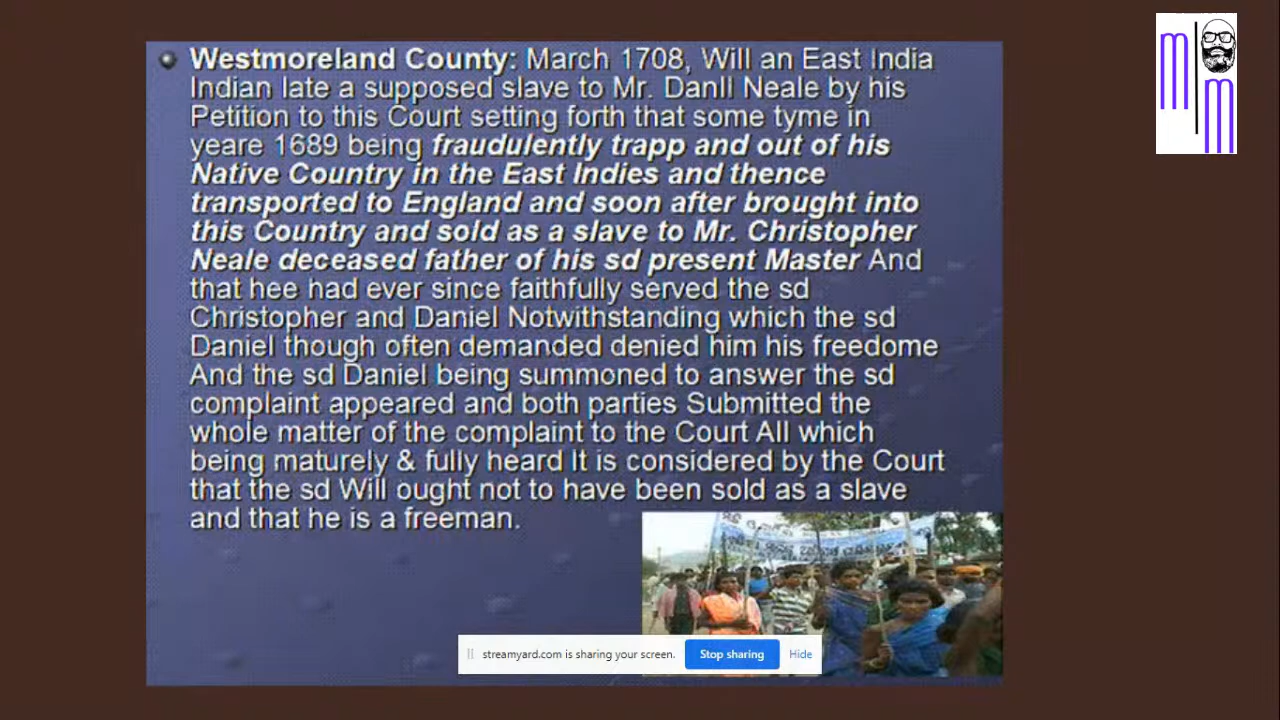 Westmoreland County: March 1708, Will an East India
Indian late a supposed slave to Mr. Danll Neale by his
Petition to this Court setting forth that some tyme in
yeare 1689 being fraudulently trapp and out of his
Native Country in the East Indies and thence
transported to England and soon after brought into
this Country and sold as a slave to Mr. Christopher
Neale deceased father of his sd present Master And
that hee had ever since faithfully served the sd
Christopher and Daniel Notwithstanding which the sd
Daniel though often demanded denied him his freedome
And the sd Daniel being summoned to answer the sd
complaint appeared and both parties Submitted the
whole matter of the complaint to the Court All which
being maturely & fully heard It is considered by the Court
that the sd Will ought not to have been sold as a slave
and that he is a freeman.
streamyard.com is sharing your screen. Stop sharing Hide
m m